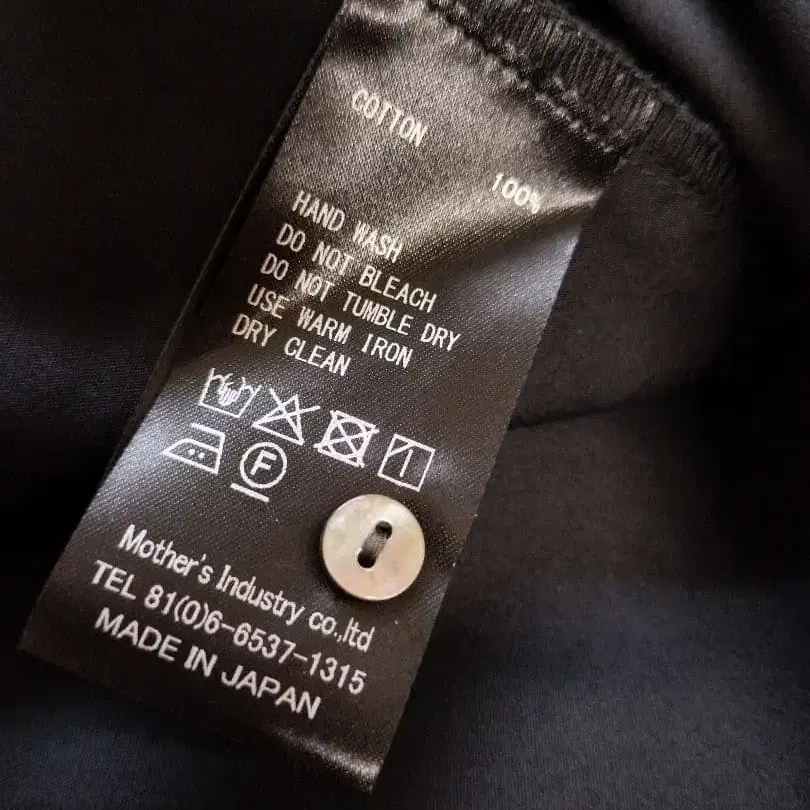 COTTON
100%
HAND WASH
DO NOT BLEACH
DO NOT TUMBLE DRY
USE WARM IRON
DRY CLEAN
F
Mother's Industry co.,ltd
TEL 81(0)6-6537-1315
MADE IN JAPAN